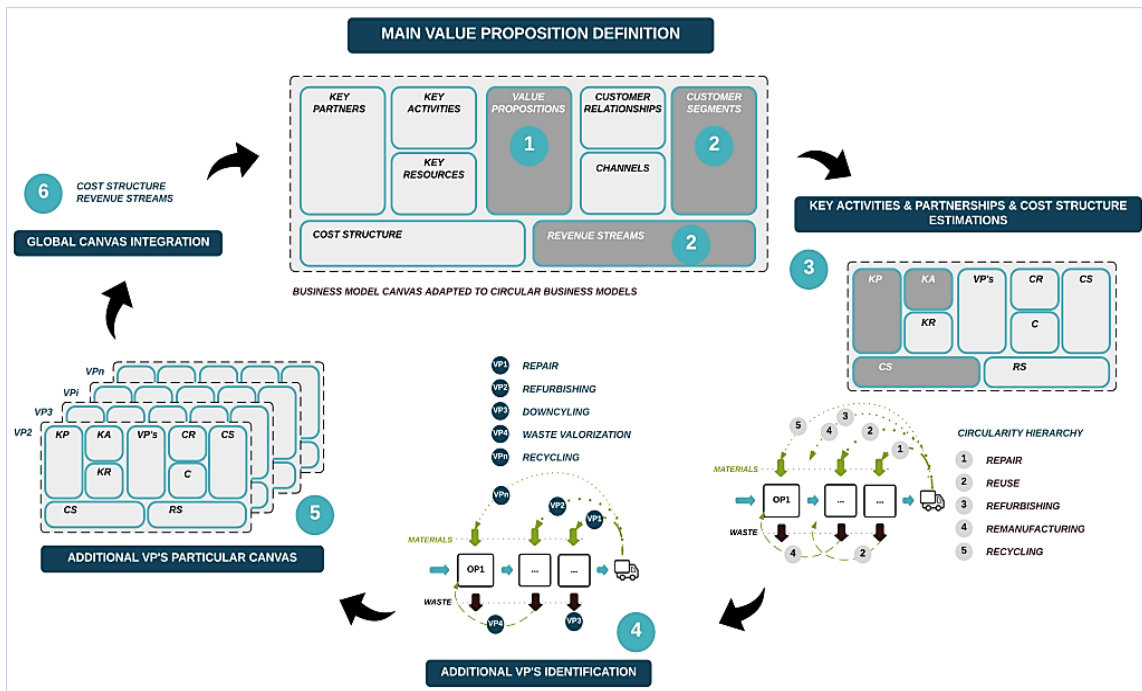 MAIN VALUE PROPOSITION DEFINITION
KEY
PARTNERS
KEY
ACTIVITIES
KEY
RESOURCES
VALUE
PROPOSITIONS
1
CUSTOMER
RELATIONSHIPS
CHANNELS
CUSTOMER
SEGMENTS
2
COST STRUCTURE
REVENUE STREAMS
2
BUSINESS MODEL CANVAS ADAPTED TO CIRCULAR BUSINESS MODELS
KEY ACTIVITIES & PARTNERSHIPS & COST STRUCTURE
ESTIMATIONS
3
KP
KA
VP's
CR
CS
KR
C
CS
RS
5
4
3
2
1
MATERIALS
OP1
...
...
WASTE
4
2
CIRCULARITY HIERARCHY
1 REPAIR
2 REUSE
3 REFURBISHING
4 REMANUFACTURING
5 RECYCLING
VP1 REPAIR
VP2 REFURBISHING
VP3 DOWNCYLING
VP4 WASTE VALORIZATION
VPn RECYCLING
VPn
VP2
VP1
MATERIALS
OP1
...
...
WASTE
VP4
VP3
4
ADDITIONAL VP'S IDENTIFICATION
VPn
VPi
VP3
VP2
KP
KA
VP's
CR
CS
KR
C
CS
RS
5
ADDITIONAL VP'S PARTICULAR CANVAS
6
COST STRUCTURE
REVENUE STREAMS
GLOBAL CANVAS INTEGRATION